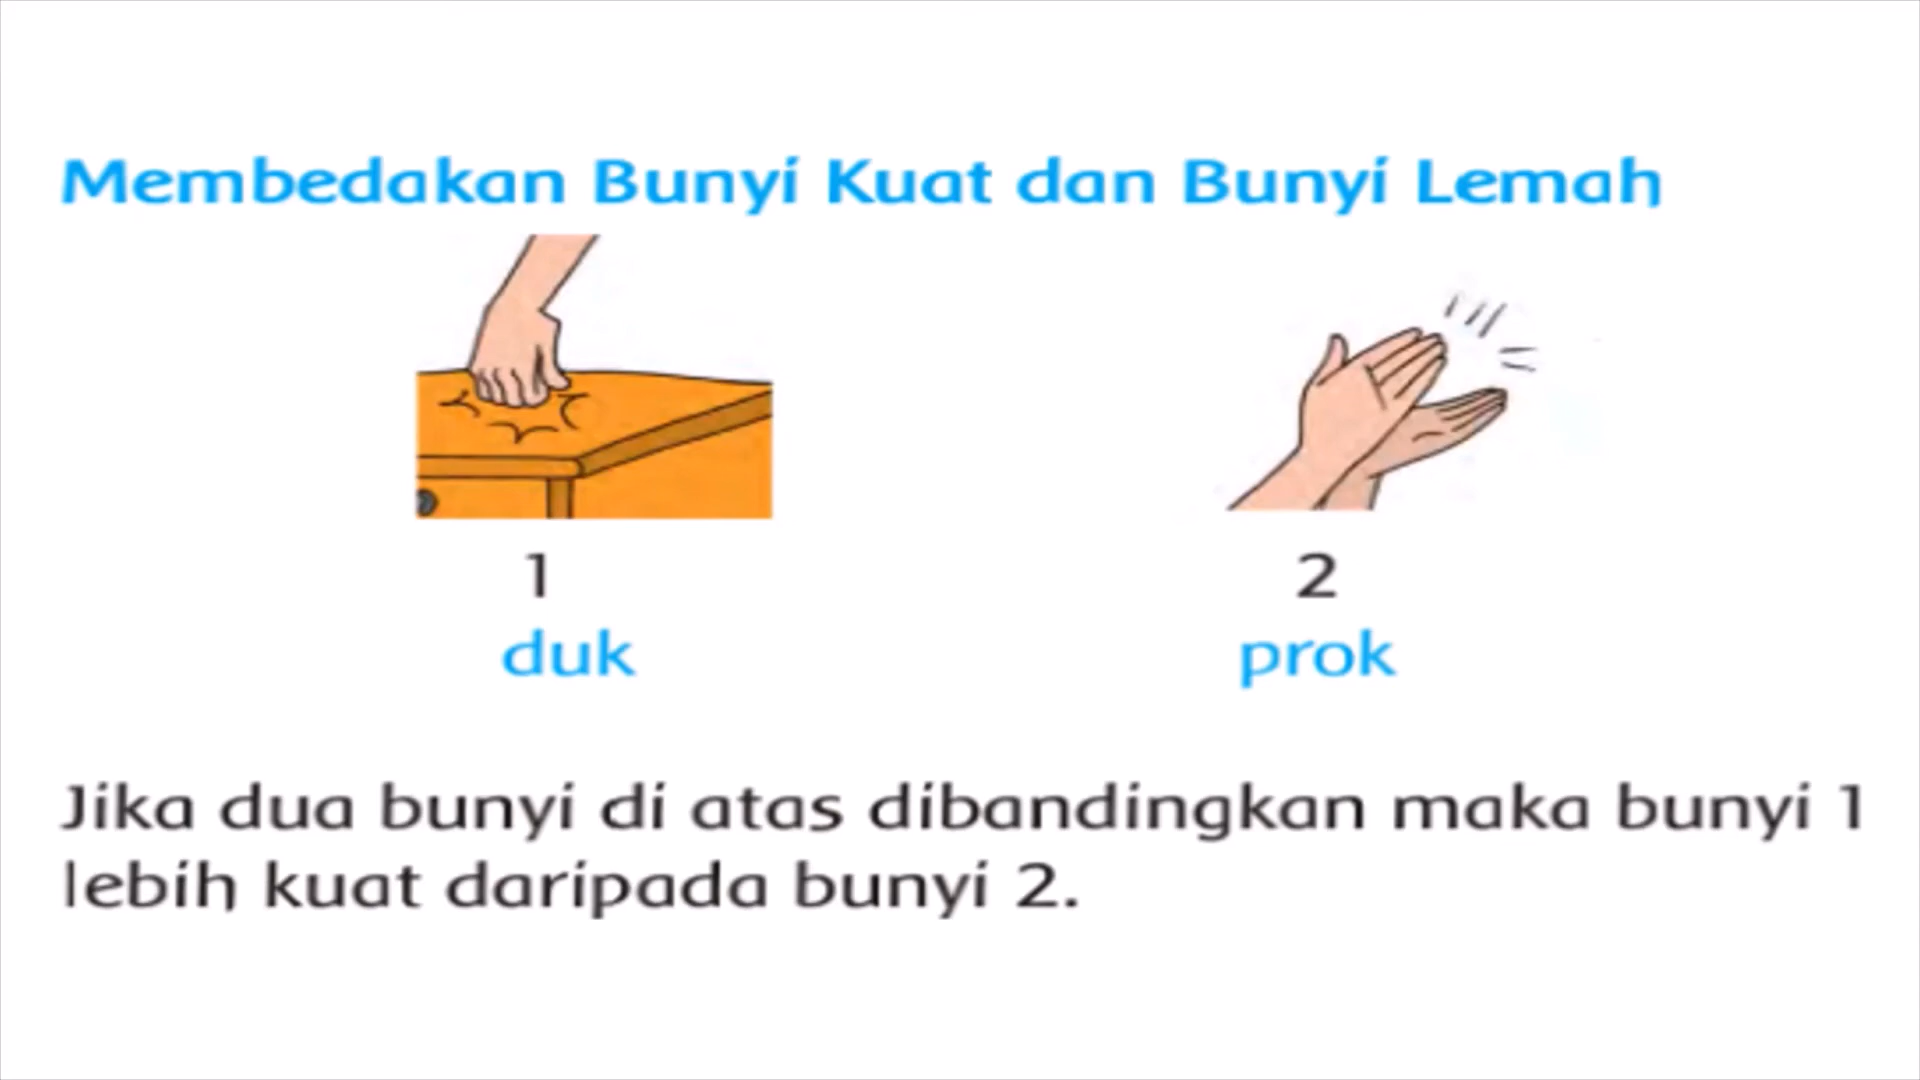 Membedakan Bunyi Kuat dan Bunyi Lemah
1
2
duk
prok
Jika dua bunyi di atas dibandingkan maka bunyi 1
lebih kuat daripada bunyi 2.